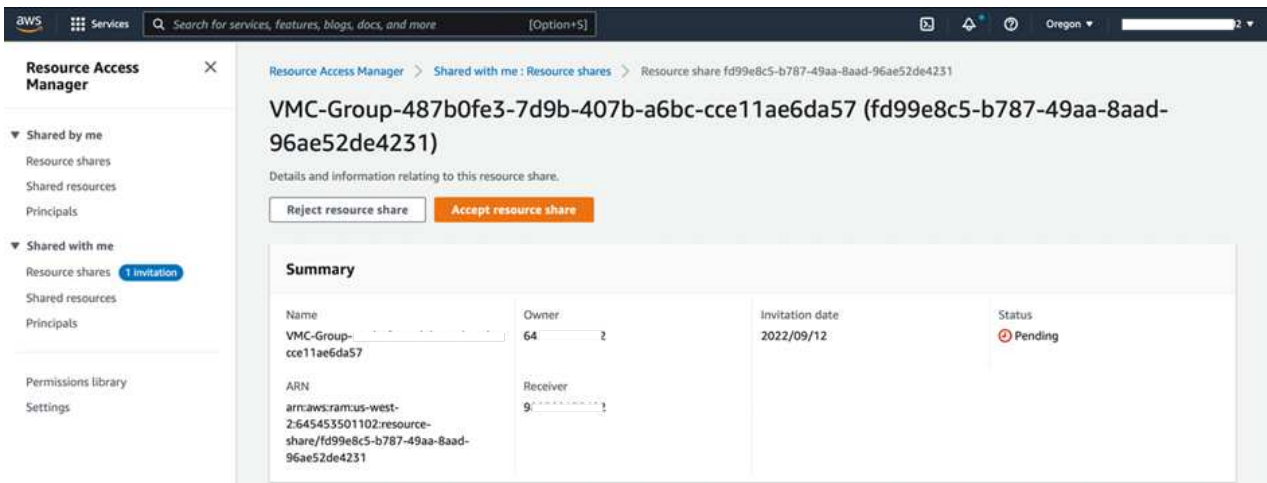 aws
Services
Search for services, features, blogs, docs, and more
[Option+S]
Oregon ▼
2 ▼
Resource Access Manager
▼ Shared by me
Resource shares
Shared resources
Principals
▼ Shared with me
Resource shares 1 invitation
Shared resources
Principals
Permissions library
Settings
Resource Access Manager > Shared with me : Resource shares > Resource share fd99e8c5-b787-49aa-8aad-96ae52de4231
VMC-Group-487b0fe3-7d9b-407b-a6bc-cce11ae6da57 (fd99e8c5-b787-49aa-8aad-
96ae52de4231)
Details and information relating to this resource share.
Reject resource share
Accept resource share
Summary
Name
VMC-Group-
cce11ae6da57
Owner
64 2
Invitation date
2022/09/12
Status
Pending
ARN
arn:aws:ram:us-west-
2:645453501102:resource-
share/fd99e8c5-b787-49aa-8aad-
96ae52de4231
Receiver
9